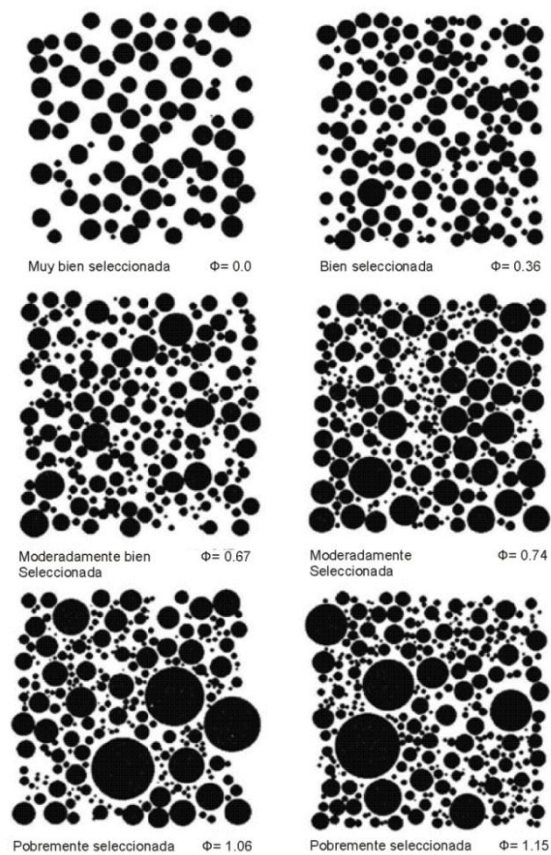 Muy bien seleccionada Φ= 0.0
Bien seleccionada Φ= 0.36
Moderadamente bien Φ= 0.67
Seleccionada
Moderadamente Φ= 0.74
Seleccionada
Pobremente seleccionada Φ= 1.06
Pobremente seleccionada Φ= 1.15